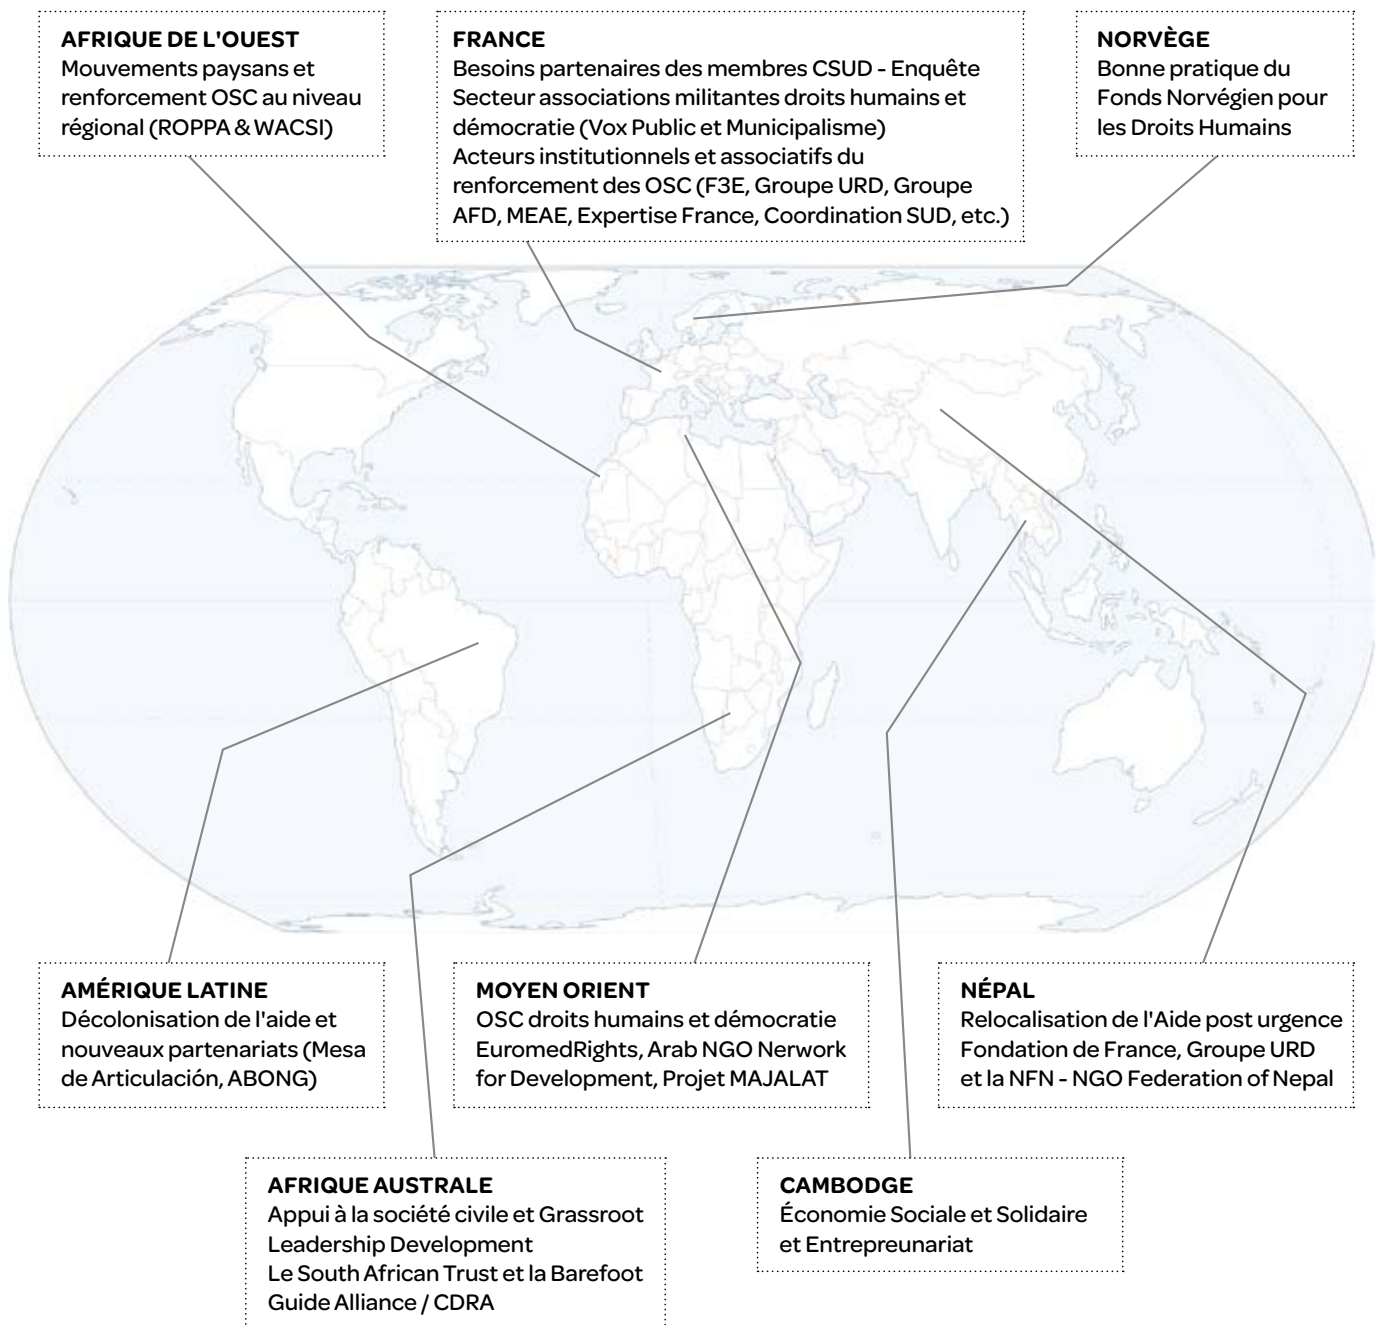 AFRIQUE DE L'OUEST
Mouvements paysans et
renforcement OSC au niveau
régional (ROPPA & WACSI)
FRANCE
Besoins partenaires des membres CSUD - Enquête
Secteur associations militantes droits humains et
démocratie (Vox Public et Municipalisme)
Acteurs institutionnels et associatifs du
renforcement des OSC (F3E, Groupe URD, Groupe
AFD, MEAE, Expertise France, Coordination SUD, etc.)
NORVÈGE
Bonne pratique du
Fonds Norvégien pour
les Droits Humains
AMÉRIQUE LATINE
Décolonisation de l'aide et
nouveaux partenariats (Mesa
de Articulación, ABONG)
MOYEN ORIENT
OSC droits humains et démocratie
EuromedRights, Arab NGO Nerwork
for Development, Projet MAJALAT
NÉPAL
Relocalisation de l'Aide post urgence
Fondation de France, Groupe URD
et la NFN - NGO Federation of Nepal
AFRIQUE AUSTRALE
Appui à la société civile et Grassroot
Leadership Development
Le South African Trust et la Barefoot
Guide Alliance / CDRA
CAMBODGE
Économie Sociale et Solidaire
et Entrepreunariat